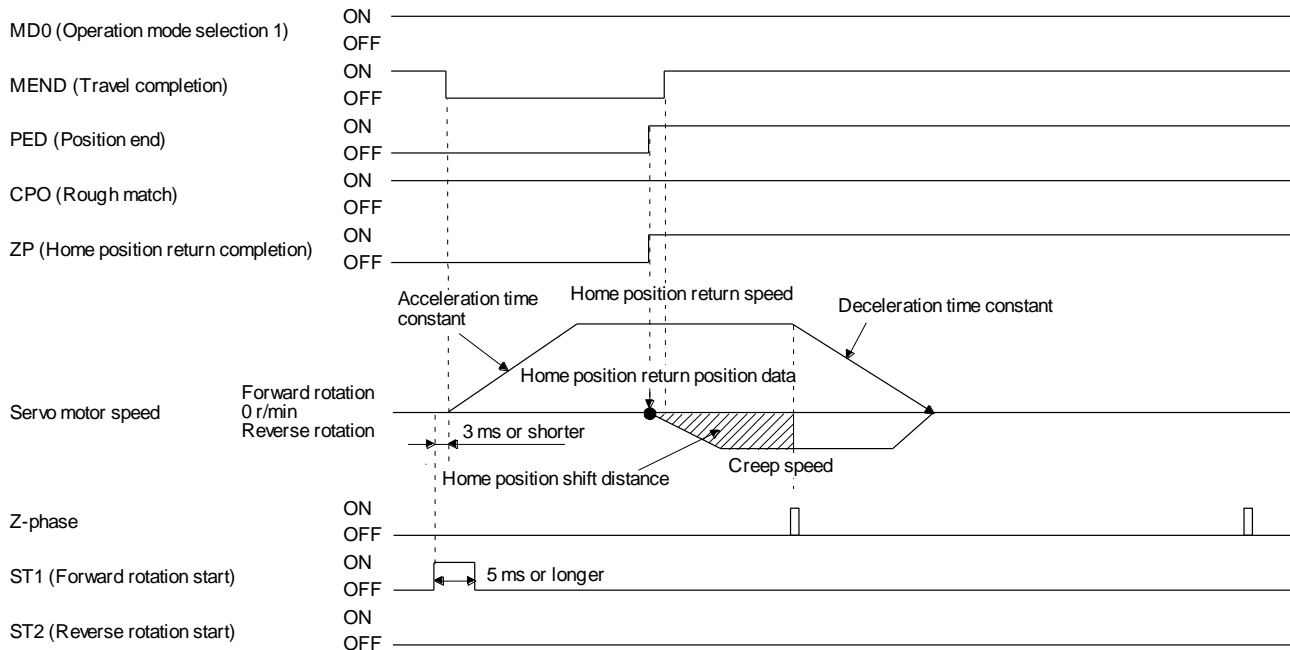 MD0 (Operation mode selection 1)
ON
OFF
MEND (Travel completion)
ON
OFF
PED (Position end)
ON
OFF
CPO (Rough match)
ON
OFF
ZP (Home position return completion)
ON
OFF
Acceleration time
constant
Home position return speed
Deceleration time constant
Home position return position data
Servo motor speed
Forward rotation
0 r/min
Reverse rotation
3 ms or shorter
Home position shift distance
Creep speed
Z-phase
ON
OFF
ST1 (Forward rotation start)
ON
OFF
5 ms or longer
ST2 (Reverse rotation start)
ON
OFF